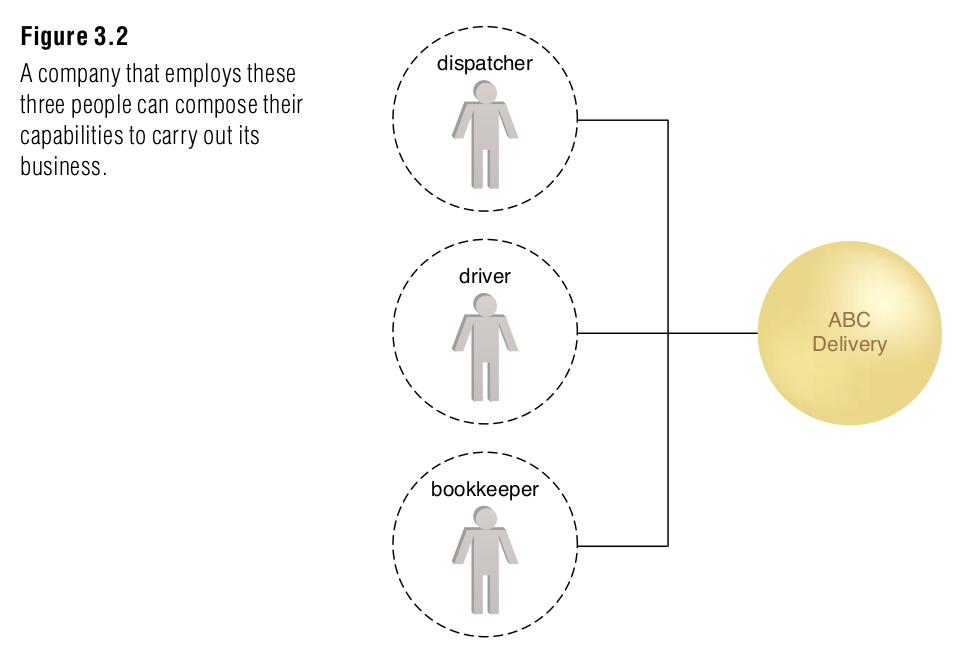 Figure 3.2
A company that employs these
three people can compose their
capabilities to carry out its
business.
dispatcher
driver
bookkeeper
ABC
Delivery